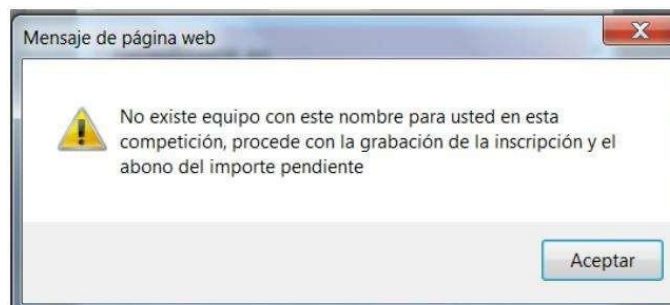 Mensaje de página web
No existe equipo con este nombre para usted en esta
competición, procede con la grabación de la inscripción y el
abono del importe pendiente
Aceptar